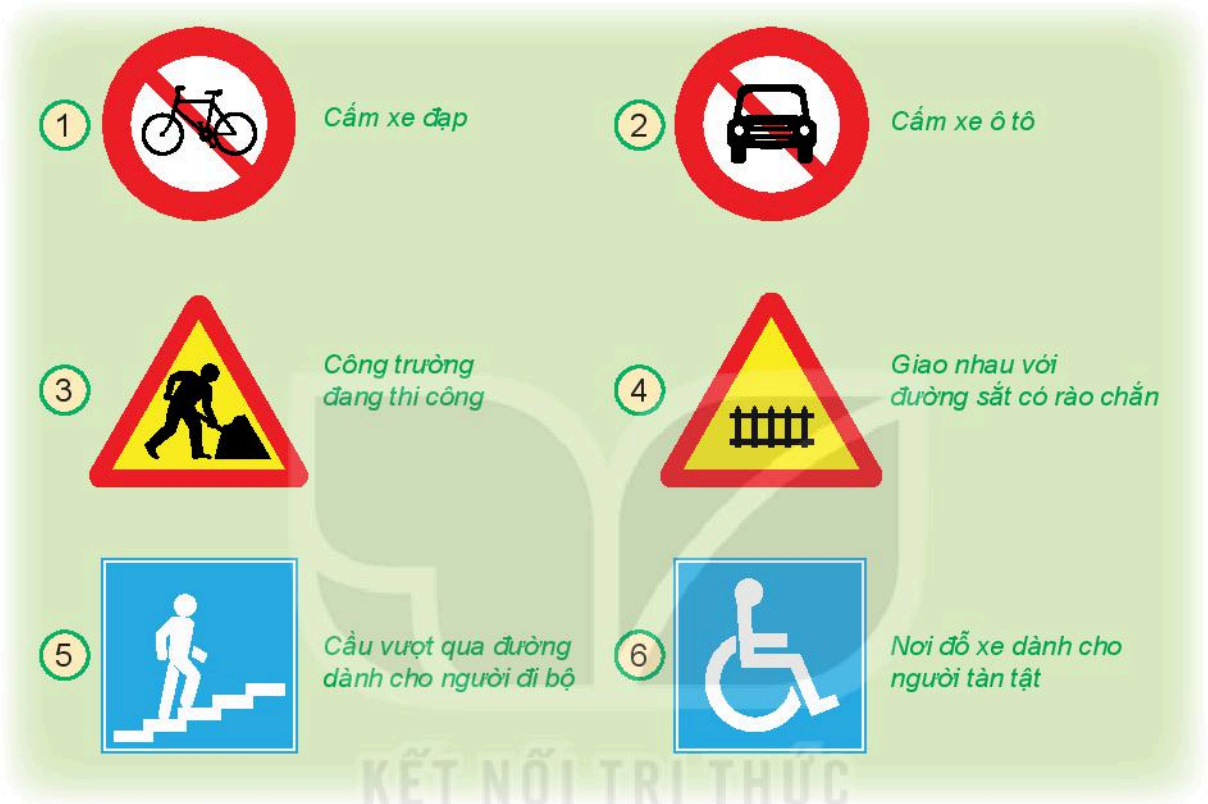 1
Cấm xe đạp
2
Cấm xe ô tô
3
Công trường
đang thi công
4
Giao nhau với
đường sắt có rào chắn
5
Cầu vượt qua đường
dành cho người đi bộ
6
Nơi đỗ xe dành cho
người tàn tật
KẾT NỐI TRI THỨC